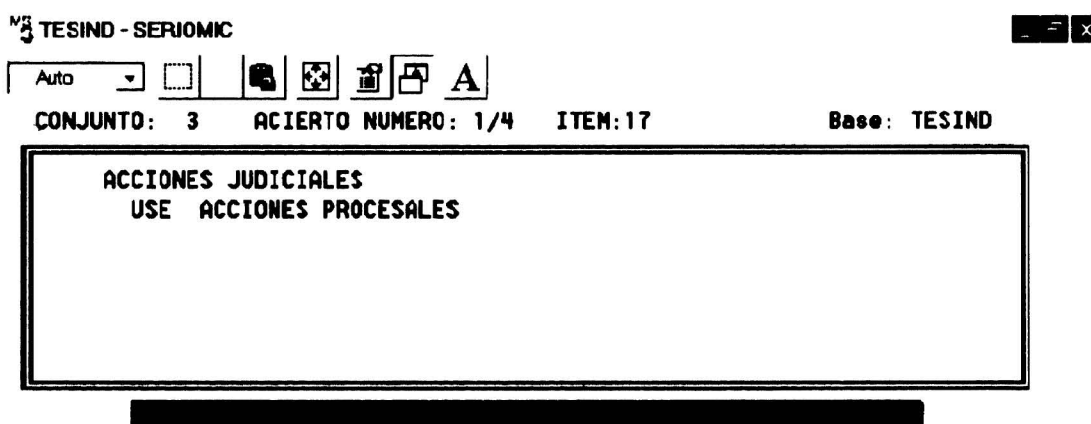 TESIND - SERIOMIC
Auto A
CONJUNTO: 3 ACIERTO NUMERO: 1/4 ITEM:17 Base: TESIND
ACCIONES JUDICIALES
USE ACCIONES PROCESALES